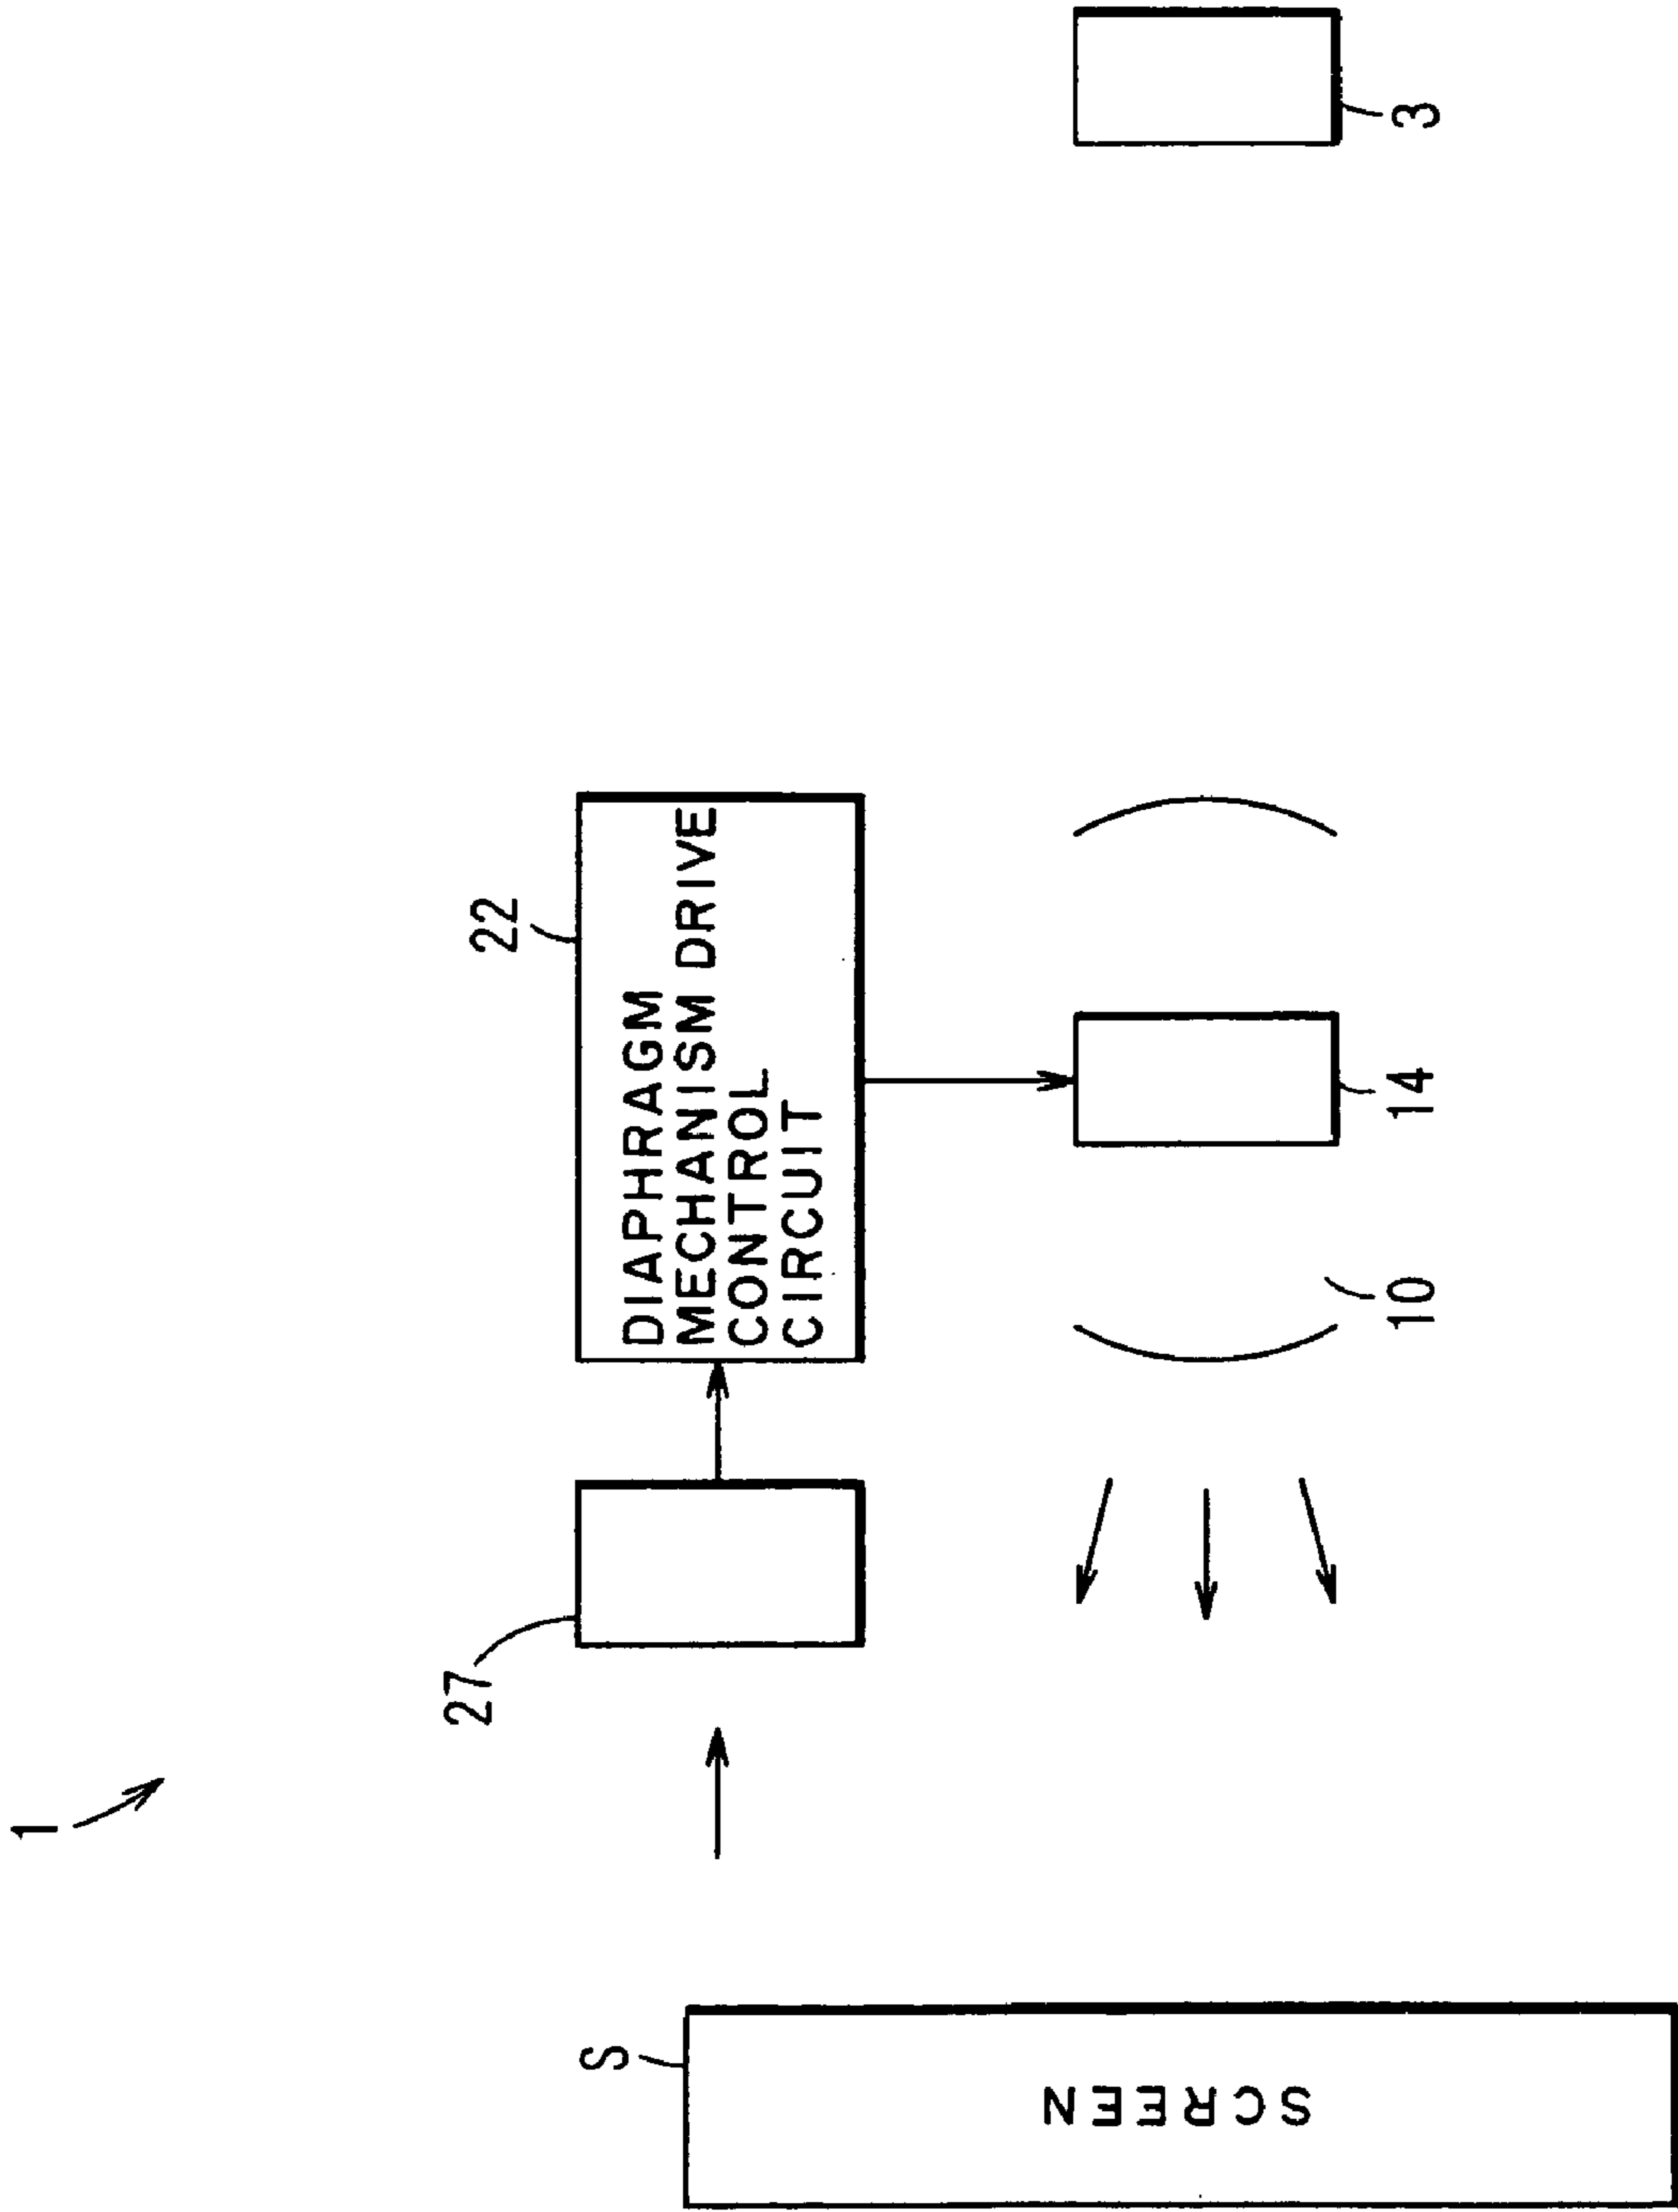 1
S
SCREEN
27
22
DIAPHRAGM
MECHANISM DRIVE
CONTROL
CIRCUIT
10
14
3